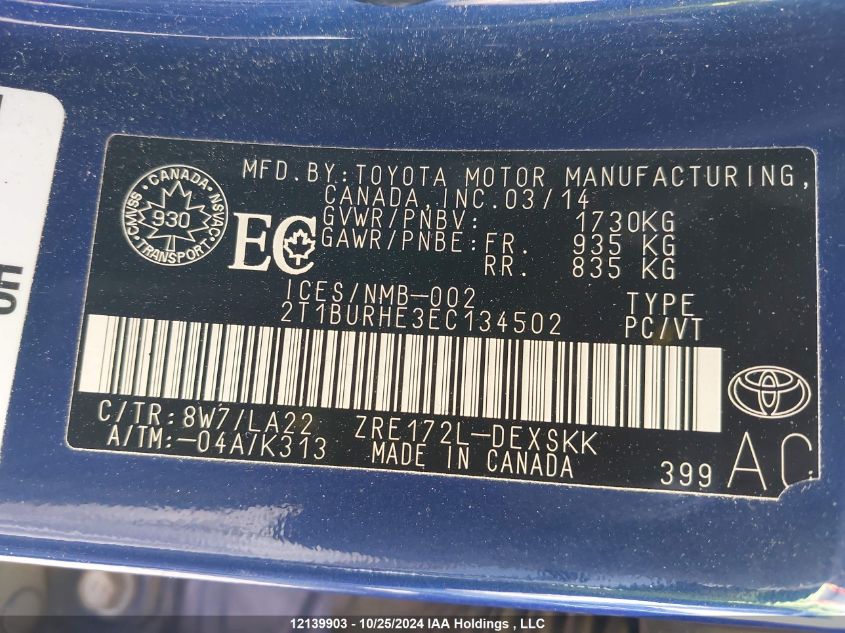 MFD.BY:TOYOTA MOTOR MANUFACTURING,
CANADA,INC.03/14
GVWR/PNBV: 1730KG
GAWR/PNBE:FR. 935 KG
RR. 835 KG
CANADA
CMVSS NSVAC
930
TRANSPORT
EC
ICES/NMB-002
2T1BURHE3EC134502
TYPE
PC/VT
C/TR:8W7/LA22 ZRE172L-DEXSKK
A/TM:-04A/K313 MADE IN CANADA
399 AC
12139903 - 10/25/2024 IAA Holdings , LLC